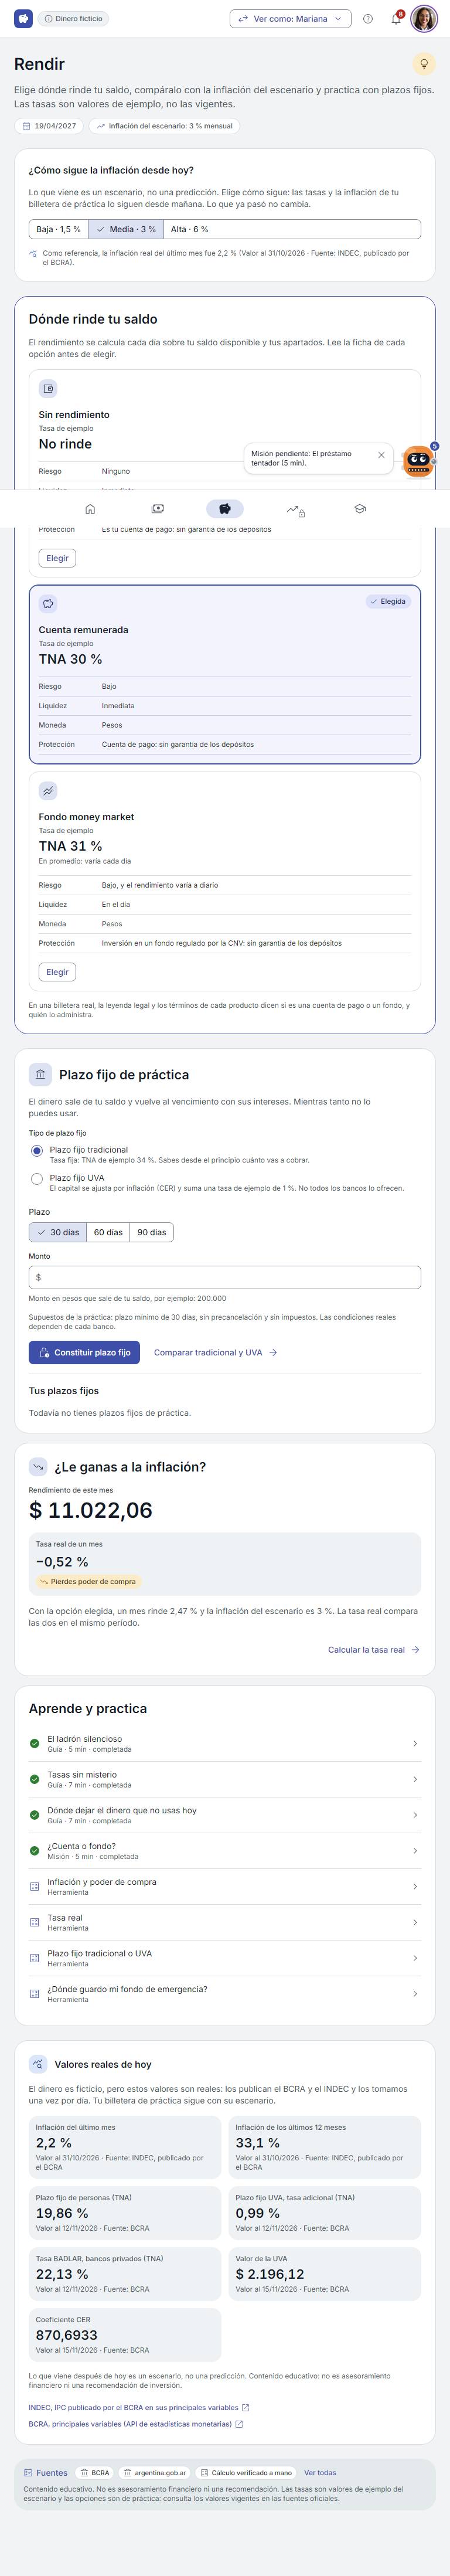 Dinero ficticio
Ver como: Mariana
8
Rendir
Elige dónde rinde tu saldo, compáralo con la inflación del escenario y practica con plazos fijos.
Las tasas son valores de ejemplo, no las vigentes.
19/04/2027
Inflación del escenario: 3 % mensual
¿Cómo sigue la inflación desde hoy?
Lo que viene es un escenario, no una predicción. Elige cómo sigue: las tasas y la inflación de tu
billetera de práctica lo siguen desde mañana. Lo que ya pasó no cambia.
Baja · 1,5 %
Media · 3 %
Alta · 6 %
Como referencia, la inflación real del último mes fue 2,2 % (Valor al 31/10/2026 · Fuente: INDEC, publicado por
el BCRA).
Dónde rinde tu saldo
El rendimiento se calcula cada día sobre tu saldo disponible y tus apartados. Lee la ficha de cada
opción antes de elegir.
Sin rendimiento
Tasa de ejemplo
No rinde
Misión pendiente: El préstamo
tentador (5 min).
5
Riesgo
Ninguno
Protección
Es tu cuenta de pago: sin garantía de los depósitos
Elegir
Elegida
Cuenta remunerada
Tasa de ejemplo
TNA 30 %
Riesgo
Bajo
Liquidez
Inmediata
Moneda
Pesos
Protección
Cuenta de pago: sin garantía de los depósitos
Fondo money market
Tasa de ejemplo
TNA 31 %
En promedio: varía cada día
Riesgo
Bajo, y el rendimiento varía a diario
Liquidez
En el día
Moneda
Pesos
Protección
Inversión en un fondo regulado por la CNV: sin garantía de los depósitos
Elegir
En una billetera real, la leyenda legal y los términos de cada producto dicen si es una cuenta de pago o un fondo, y
quién lo administra.
Plazo fijo de práctica
El dinero sale de tu saldo y vuelve al vencimiento con sus intereses. Mientras tanto no lo
puedes usar.
Tipo de plazo fijo
Plazo fijo tradicional
Tasa fija: TNA de ejemplo 34 %. Sabes desde el principio cuánto vas a cobrar.
Plazo fijo UVA
El capital se ajusta por inflación (CER) y suma una tasa de ejemplo de 1 %. No todos los bancos lo ofrecen.
Plazo
30 días
60 días
90 días
Monto
$
Monto en pesos que sale de tu saldo, por ejemplo: 200.000
Supuestos de la práctica: plazo mínimo de 30 días, sin precancelación y sin impuestos. Las condiciones reales
dependen de cada banco.
Constituir plazo fijo
Comparar tradicional y UVA
Tus plazos fijos
Todavía no tienes plazos fijos de práctica.
¿Le ganas a la inflación?
Rendimiento de este mes
$ 11.022,06
Tasa real de un mes
−0,52 %
Pierdes poder de compra
Con la opción elegida, un mes rinde 2,47 % y la inflación del escenario es 3 %. La tasa real compara
las dos en el mismo período.
Calcular la tasa real
Aprende y practica
El ladrón silencioso
Guía · 5 min · completada
Tasas sin misterio
Guía · 7 min · completada
Dónde dejar el dinero que no usas hoy
Guía · 7 min · completada
¿Cuenta o fondo?
Misión · 5 min · completada
Inflación y poder de compra
Herramienta
Tasa real
Herramienta
Plazo fijo tradicional o UVA
Herramienta
¿Dónde guardo mi fondo de emergencia?
Herramienta
Valores reales de hoy
El dinero es ficticio, pero estos valores son reales: los publican el BCRA y el INDEC y los tomamos
una vez por día. Tu billetera de práctica sigue con su escenario.
Inflación del último mes
2,2 %
Valor al 31/10/2026 · Fuente: INDEC, publicado por
el BCRA
Inflación de los últimos 12 meses
33,1 %
Valor al 31/10/2026 · Fuente: INDEC, publicado por
el BCRA
Plazo fijo de personas (TNA)
19,86 %
Valor al 12/11/2026 · Fuente: BCRA
Plazo fijo UVA, tasa adicional (TNA)
0,99 %
Valor al 12/11/2026 · Fuente: BCRA
Tasa BADLAR, bancos privados (TNA)
22,13 %
Valor al 12/11/2026 · Fuente: BCRA
Valor de la UVA
$ 2.196,12
Valor al 15/11/2026 · Fuente: BCRA
Coeficiente CER
870,6933
Valor al 15/11/2026 · Fuente: BCRA
Lo que viene después de hoy es un escenario, no una predicción. Contenido educativo: no es asesoramiento
financiero ni una recomendación de inversión.
INDEC, IPC publicado por el BCRA en sus principales variables
BCRA, principales variables (API de estadísticas monetarias)
Fuentes
BCRA
argentina.gob.ar
Cálculo verificado a mano
Ver todas
Contenido educativo. No es asesoramiento financiero ni una recomendación. Las tasas son valores de ejemplo del
escenario y las opciones son de práctica: consulta los valores vigentes en las fuentes oficiales.